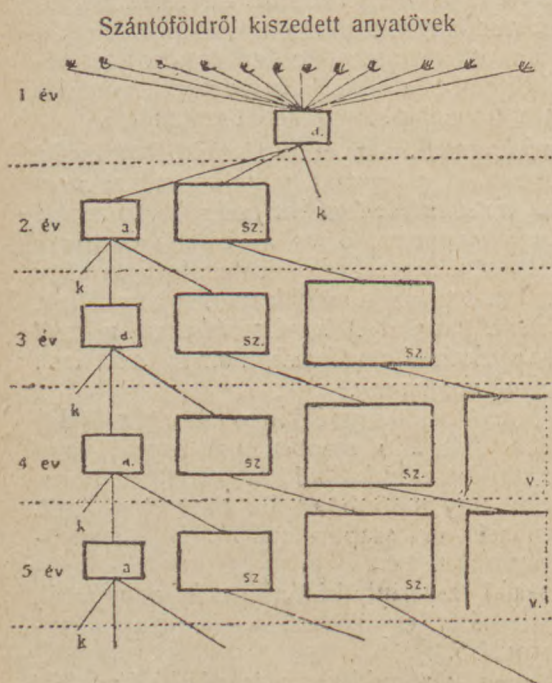 Szántóföldről kiszedett anyatövek
1 év
a.
2. év
a.
sz.
k
k
3 év
a.
sz.
sz.
k
4 ev
a.
sz
sz.
v.
k
5 év
a
sz
sz.
v.
k